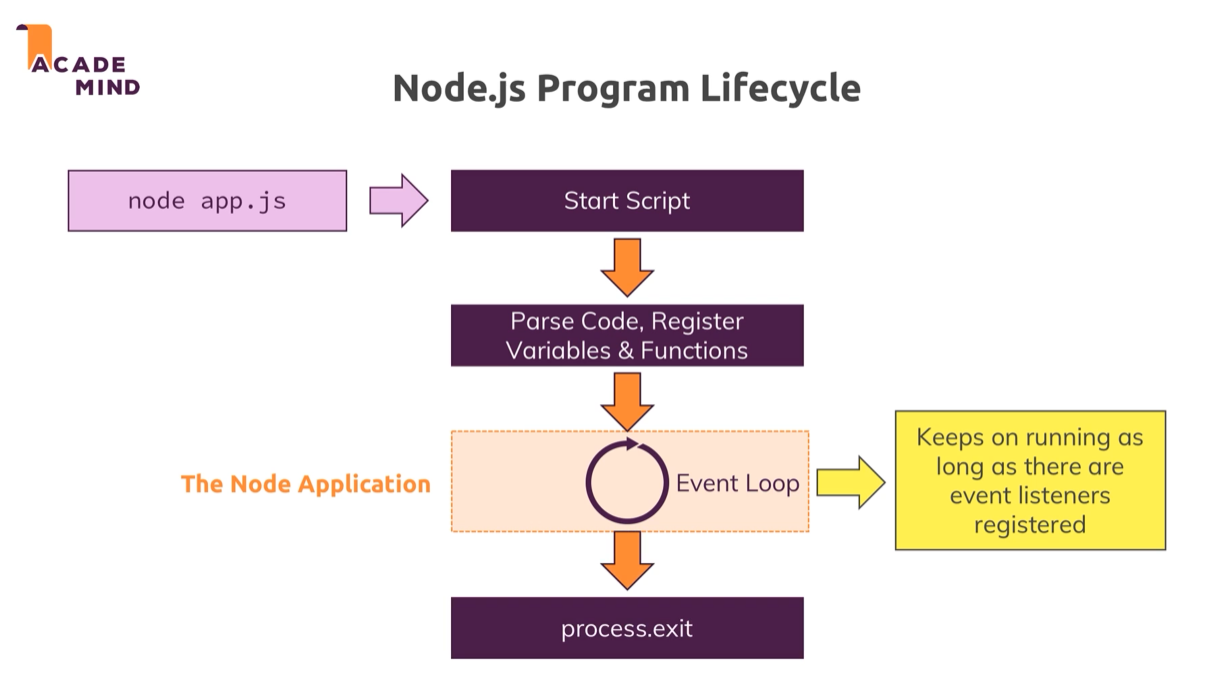 ACADE
MIND
Node.js Program Lifecycle
node app.js
Start Script
Parse Code, Register
Variables & Functions
The Node Application
Event Loop
Keeps on running as
long as there are
event listeners
registered
process.exit